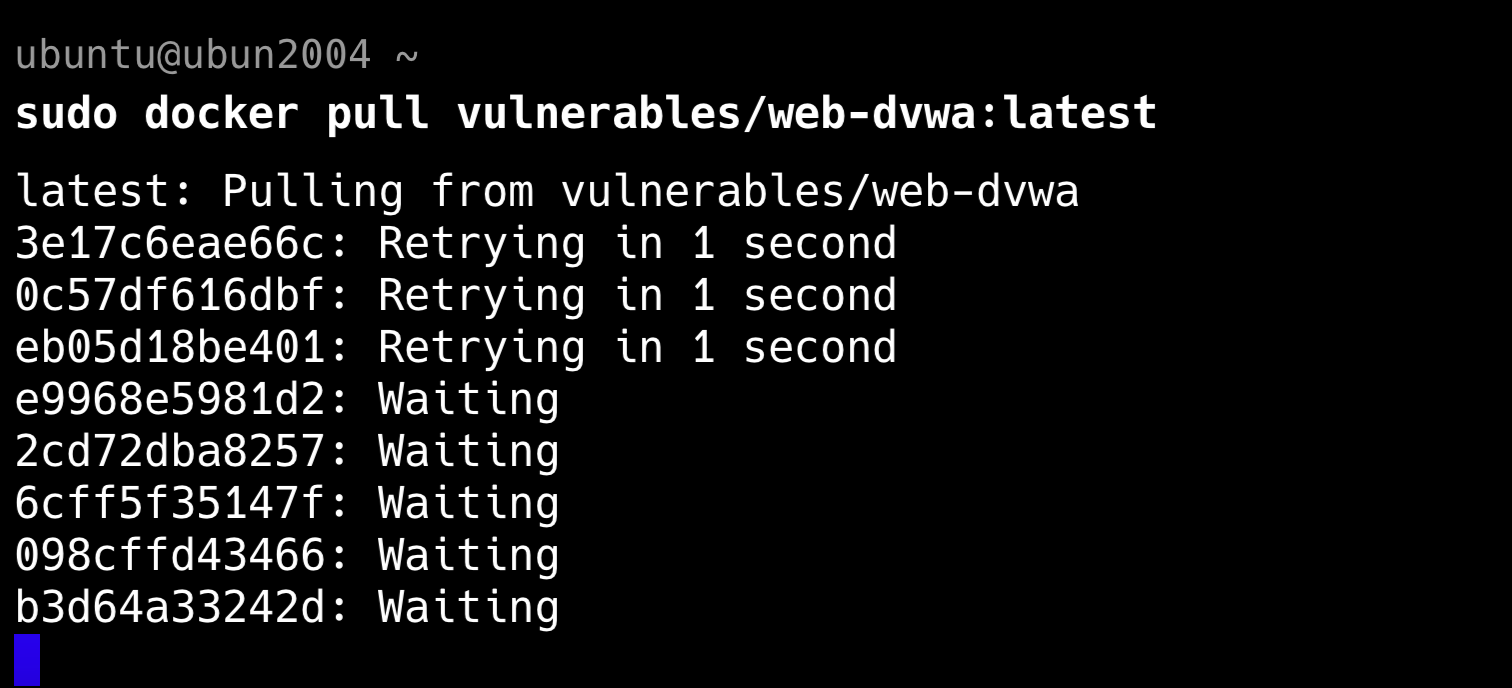 ubuntu@ubun2004 ~
sudo docker pull vulnerables/web-dvwa:latest
latest: Pulling from vulnerables/web-dvwa
3e17c6eae66c: Retrying in 1 second
0c57df616dbf: Retrying in 1 second
eb05d18be401: Retrying in 1 second
e9968e5981d2: Waiting
2cd72dba8257: Waiting
6cff5f35147f: Waiting
098cffd43466: Waiting
b3d64a33242d: Waiting